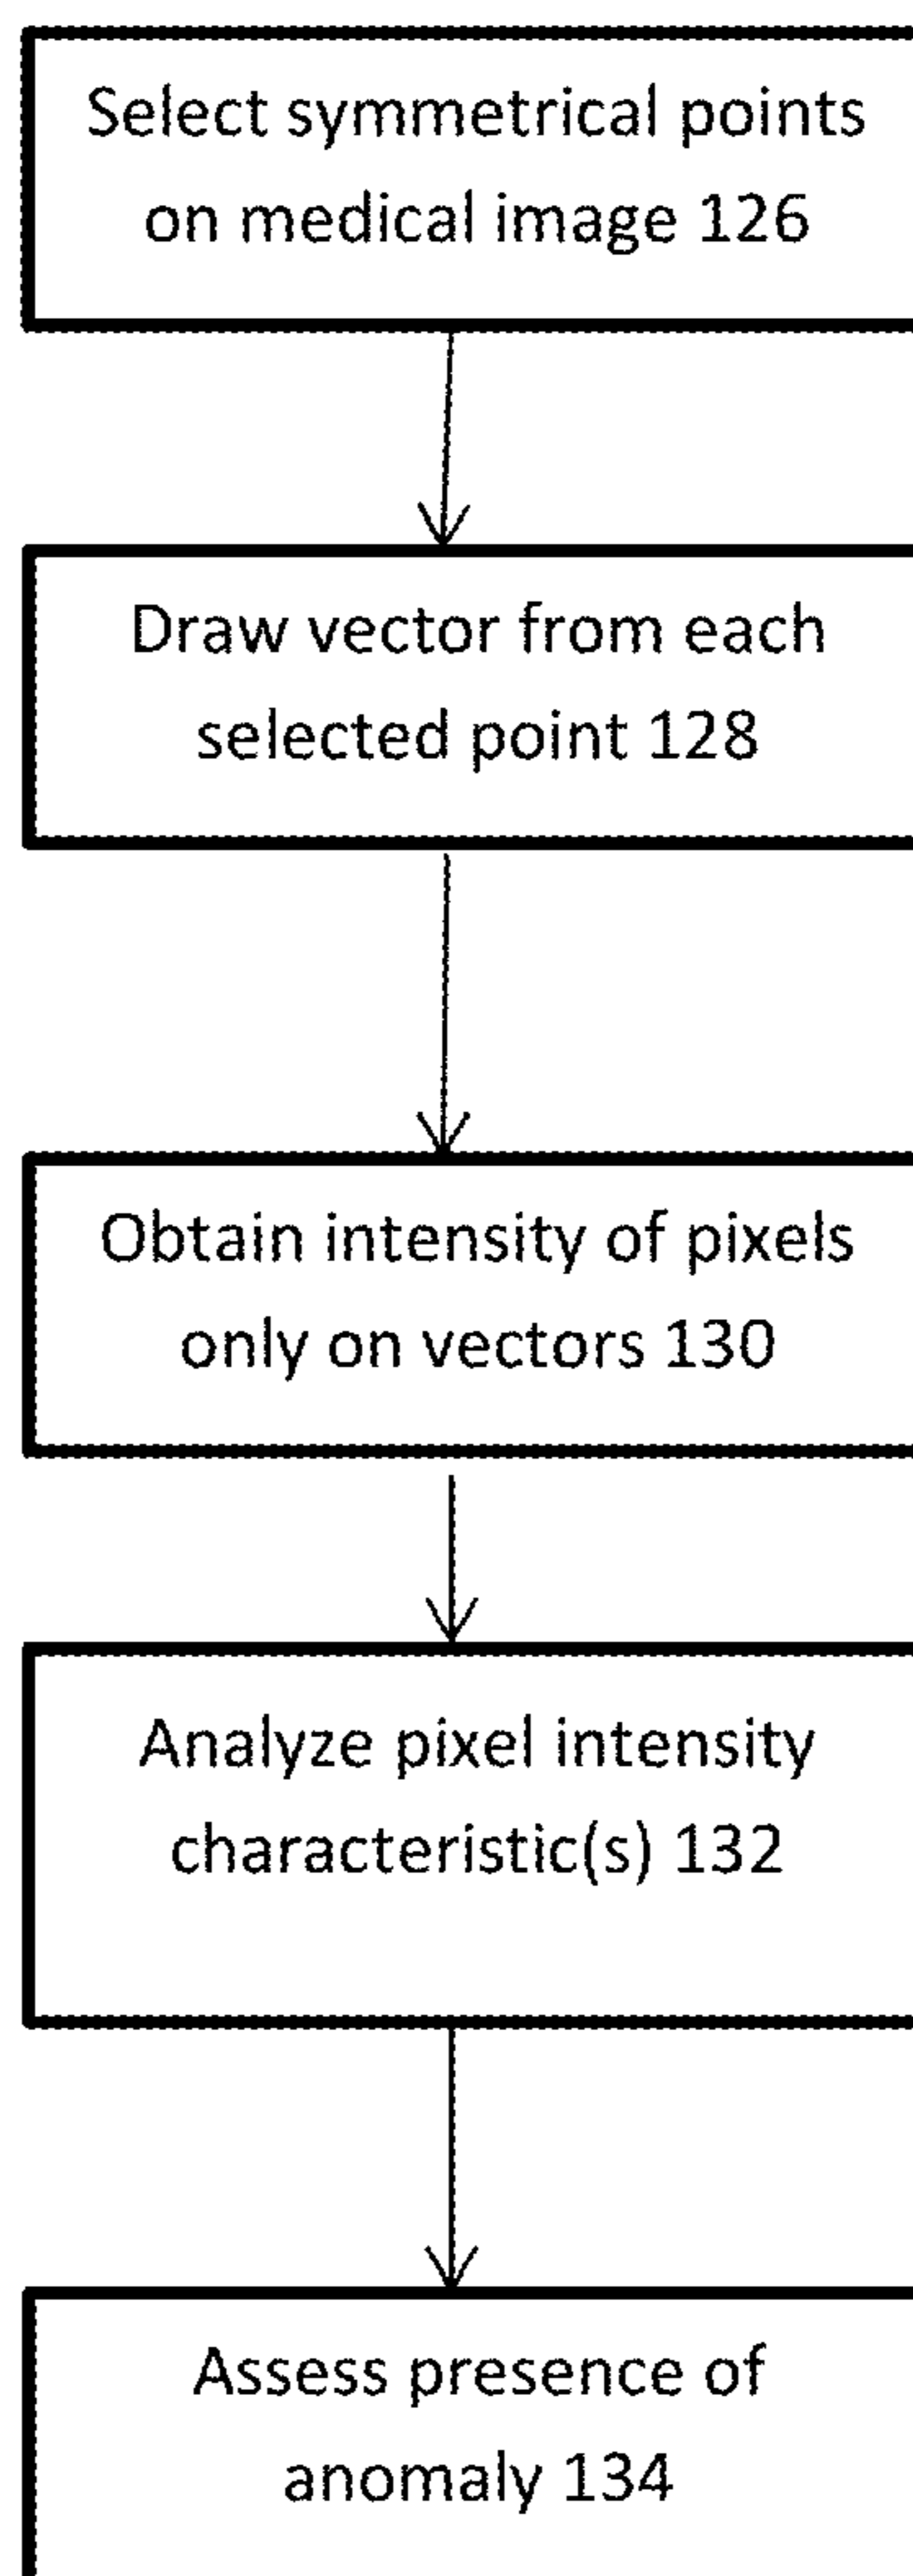 Select symmetrical points
on medical image 126
Draw vector from each
selected point 128
Obtain intensity of pixels
only on vectors 130
Analyze pixel intensity
characteristic(s) 132
Assess presence of
anomaly 134